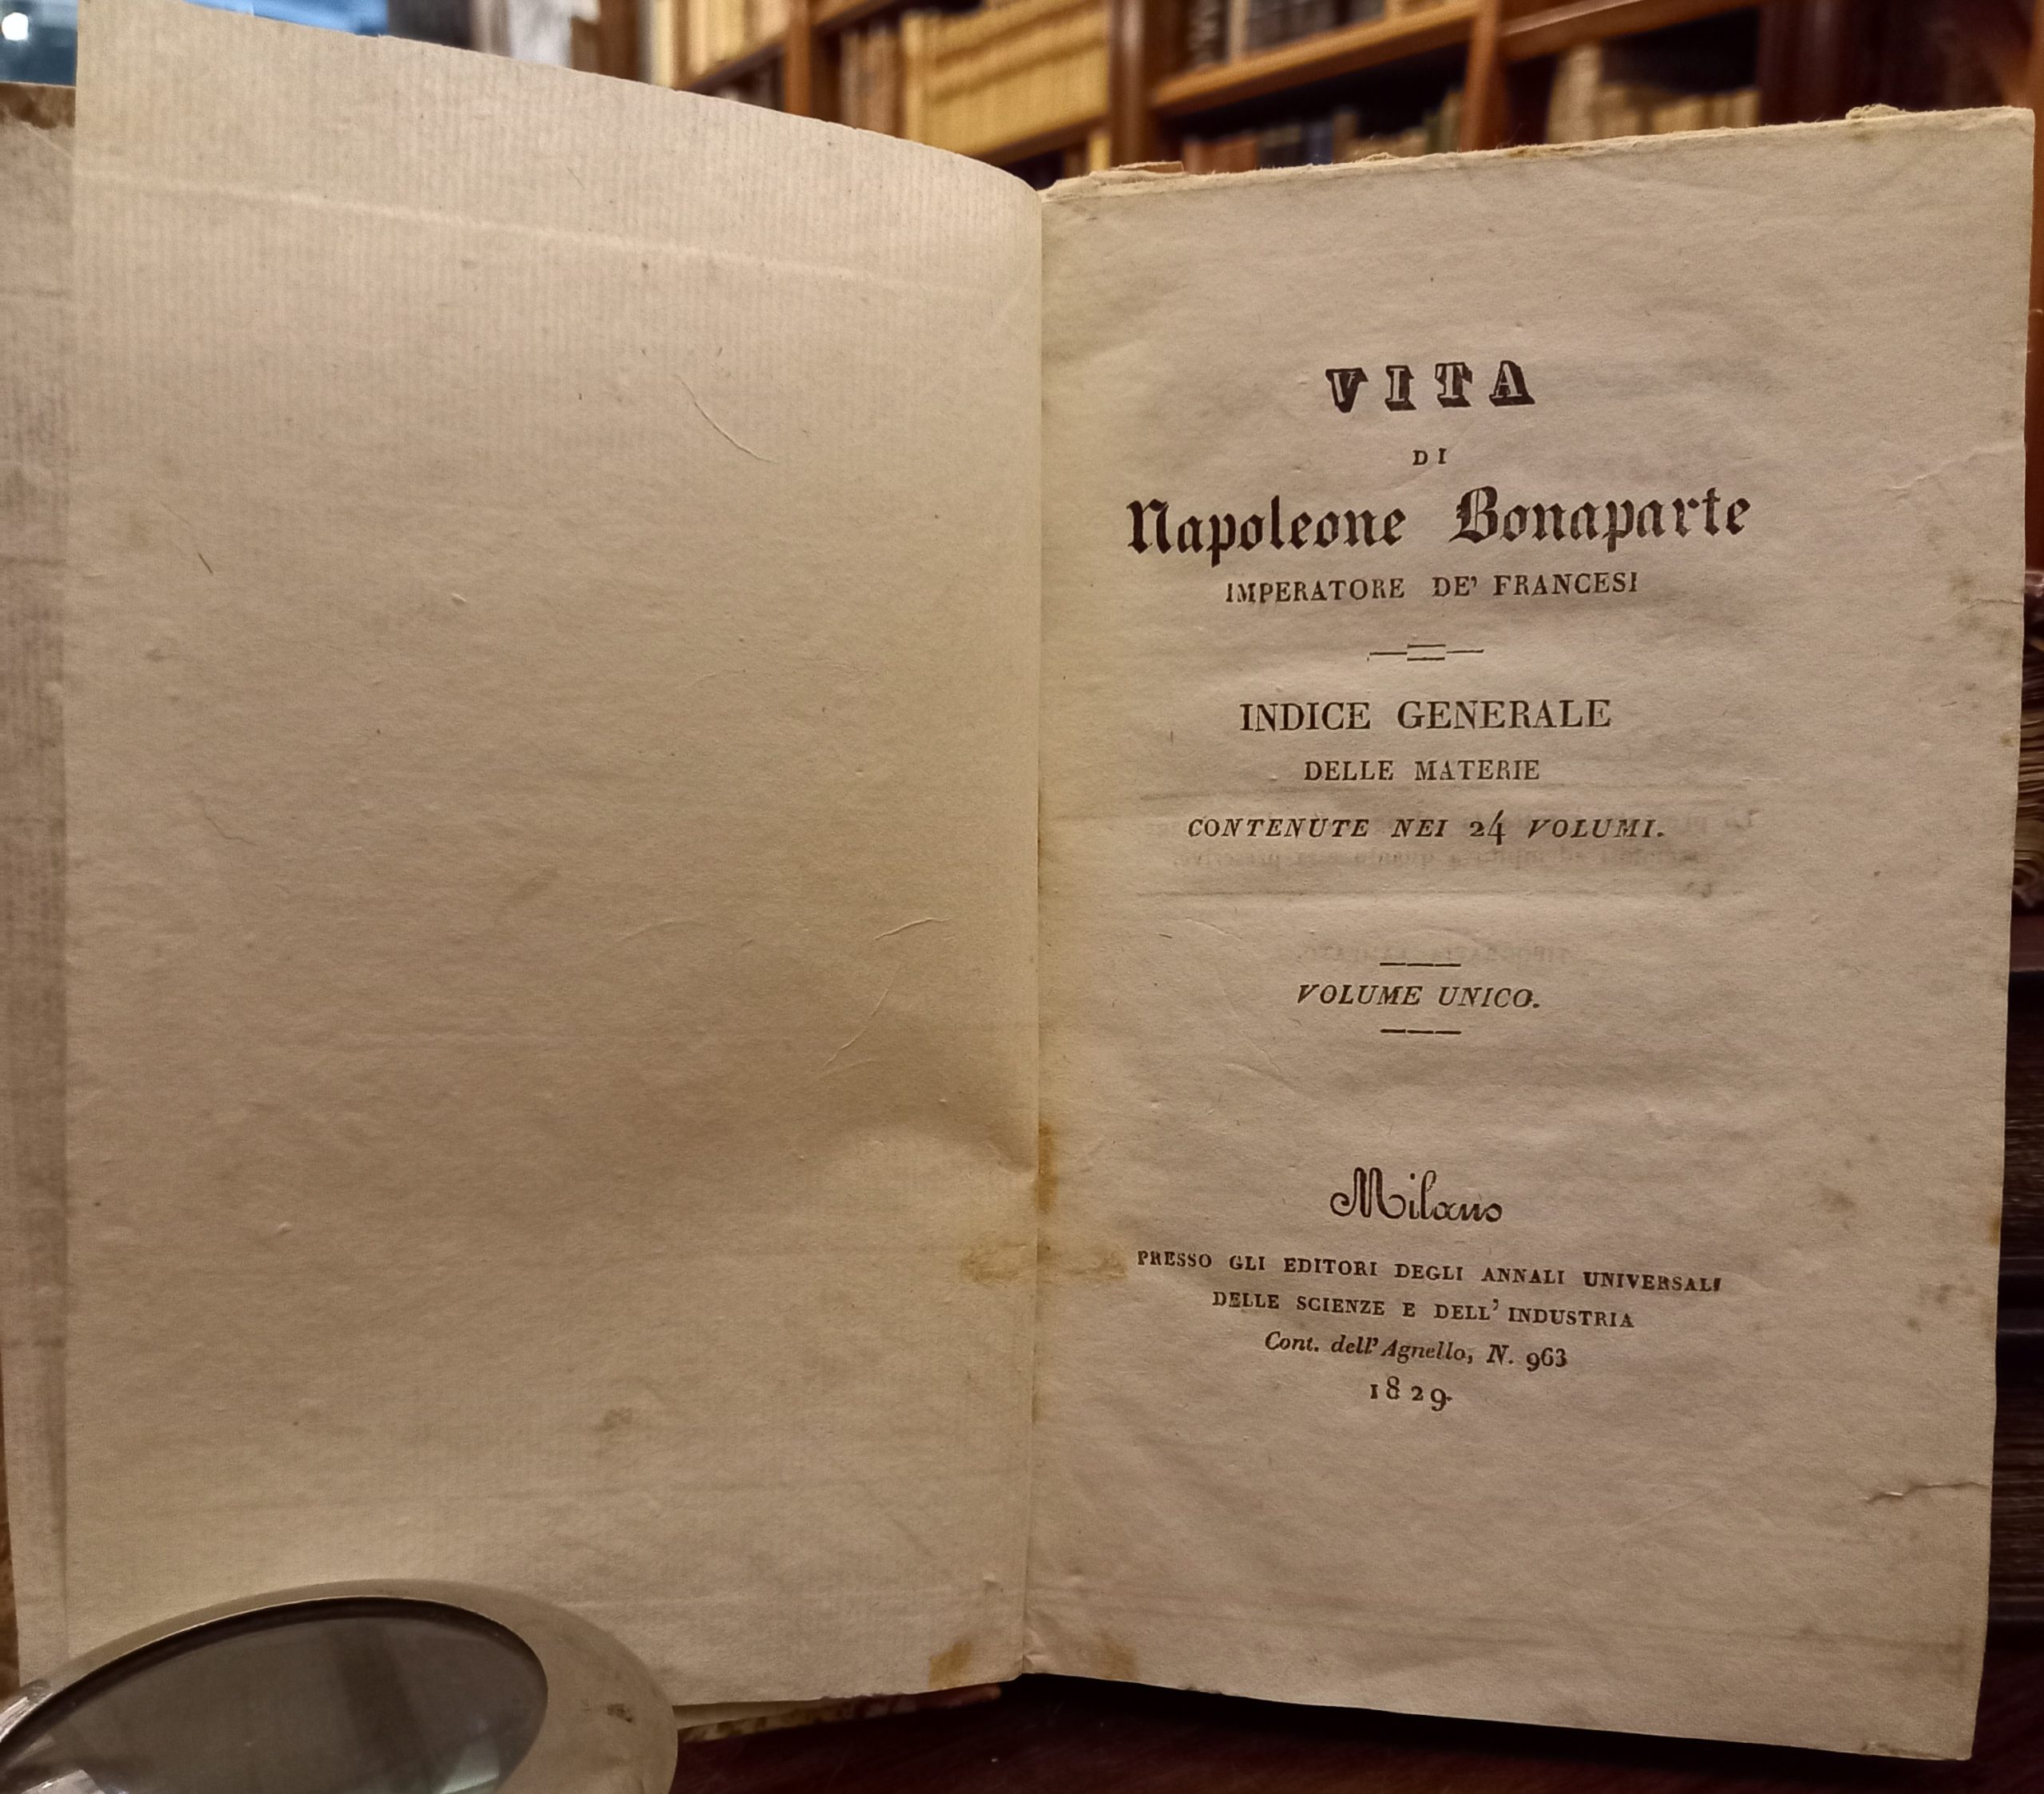 VITA
DI
Napoleone Bonaparte
IMPERATORE DE' FRANCESI
INDICE GENERALE
DELLE MATERIE
CONTENUTE NEI 24 VOLUMI.
VOLUME UNICO.
Milano
PRESSO GLI EDITORI DEGLI ANNALI UNIVERSALI
DELLE SCIENZE E DELL' INDUSTRIA
Cont. dell' Agnello, N. 963
1829.